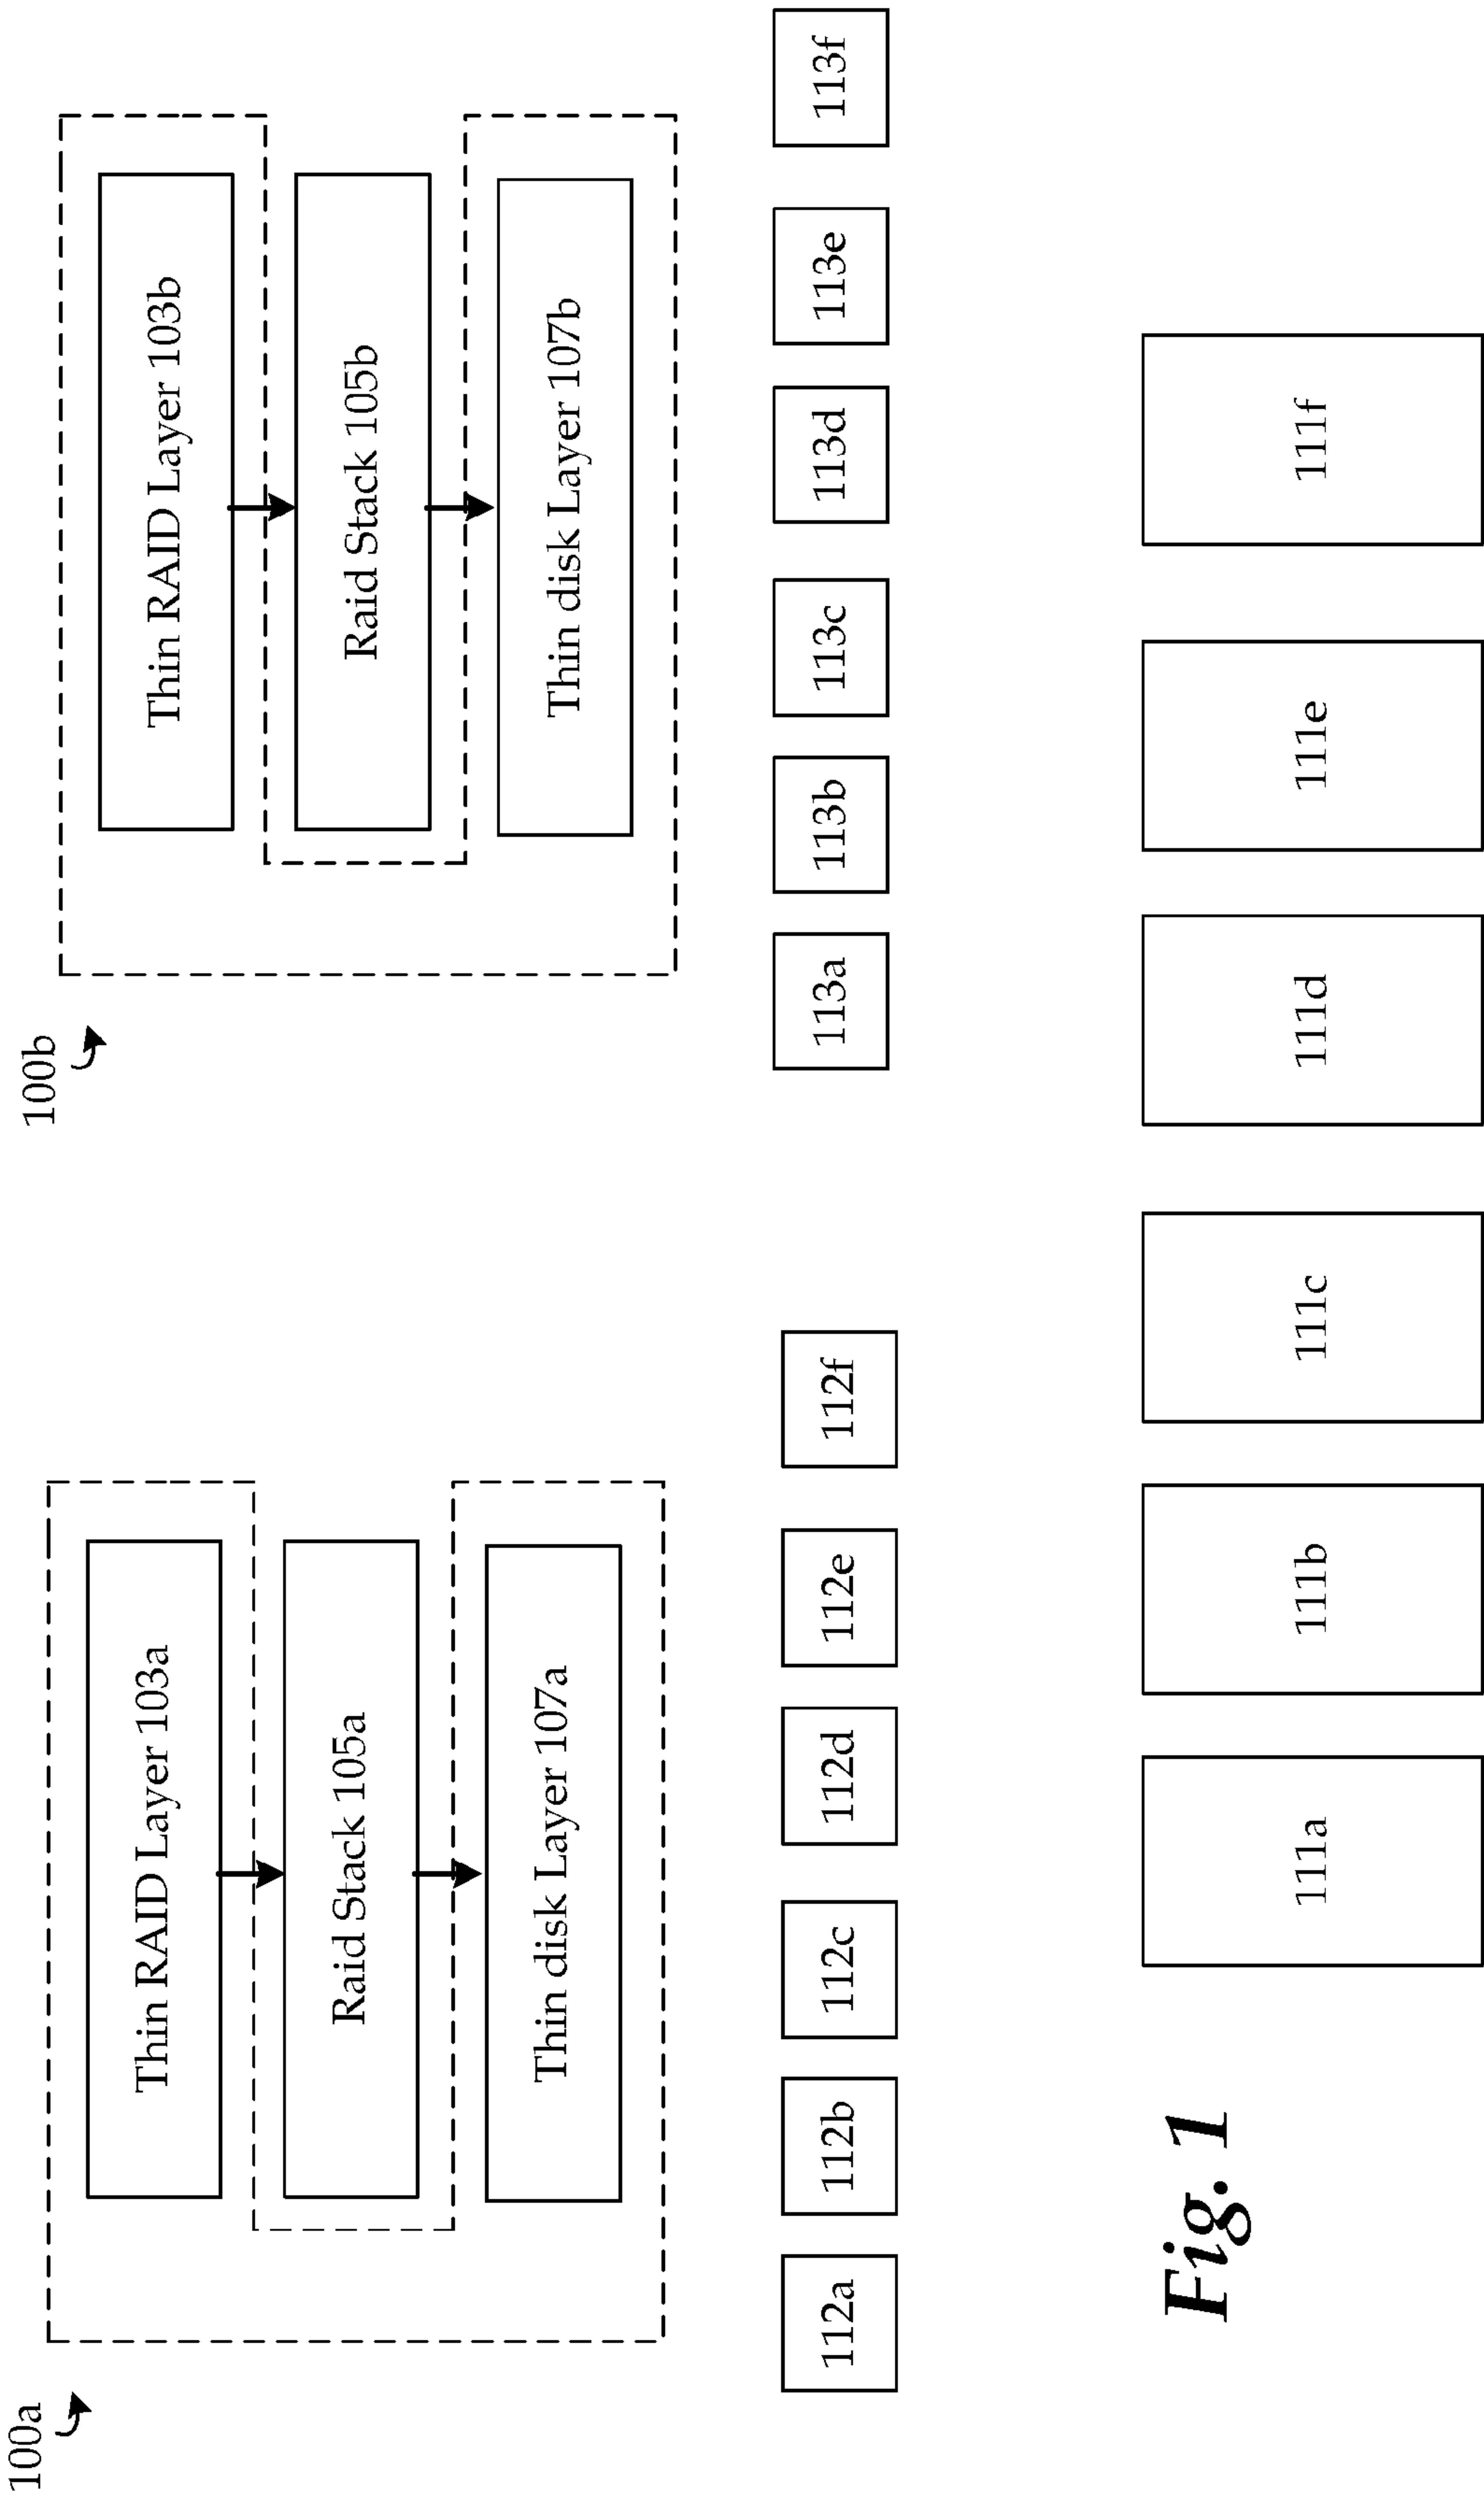 100a
Thin RAID Layer 103a
Raid Stack 105a
Thin disk Layer 107a
112a
112b
112c
112d
112e
112f
100b
Thin RAID Layer 103b
Raid Stack 105b
Thin disk Layer 107b
113a
113b
113c
113d
113e
113f
111a
111b
111c
111d
111e
111f
Fig. 1